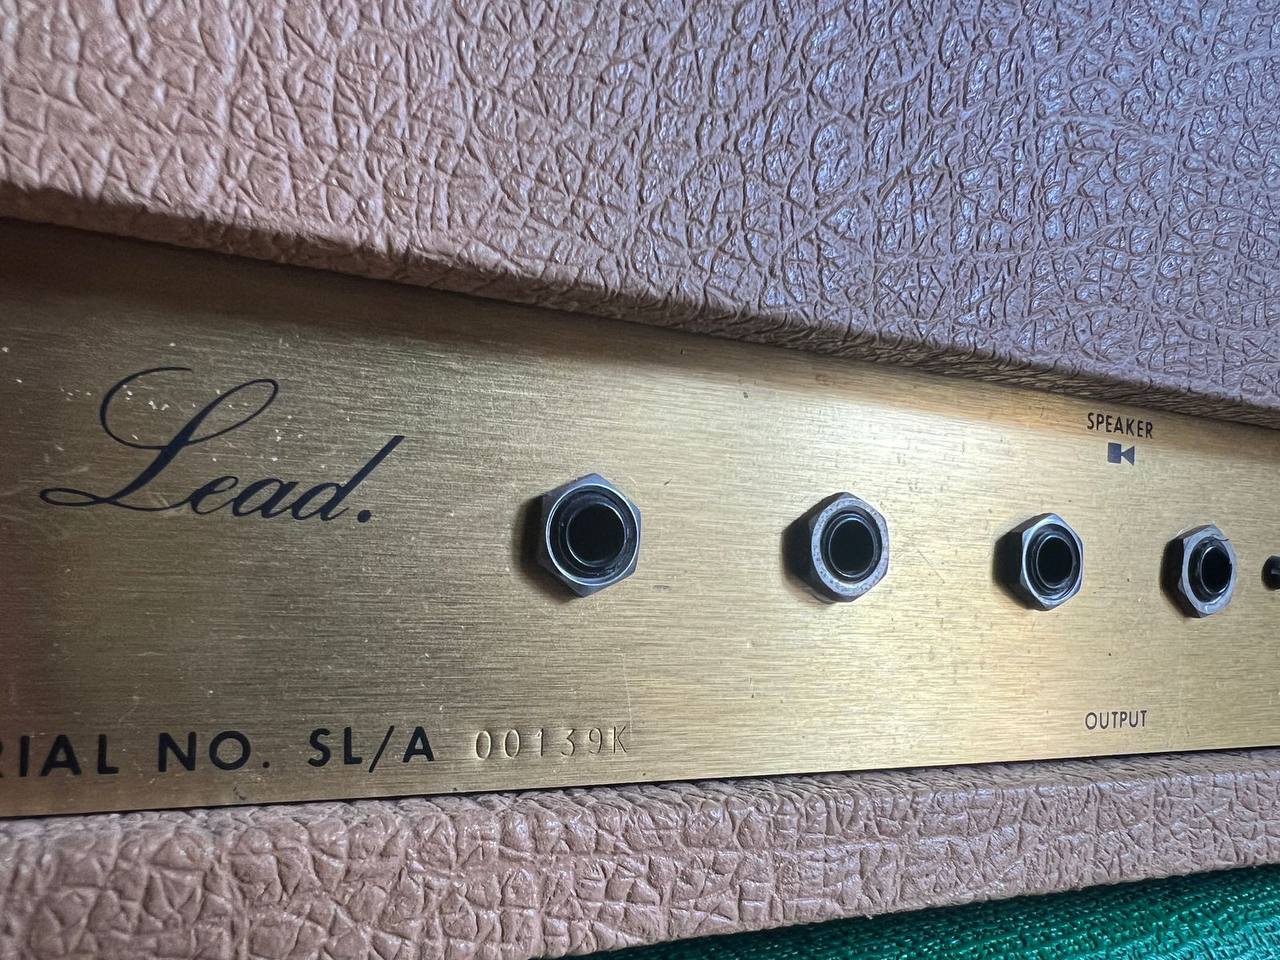 SPEAKER
Lead.
OUTPUT
RIAL NO. SL/A 00139K